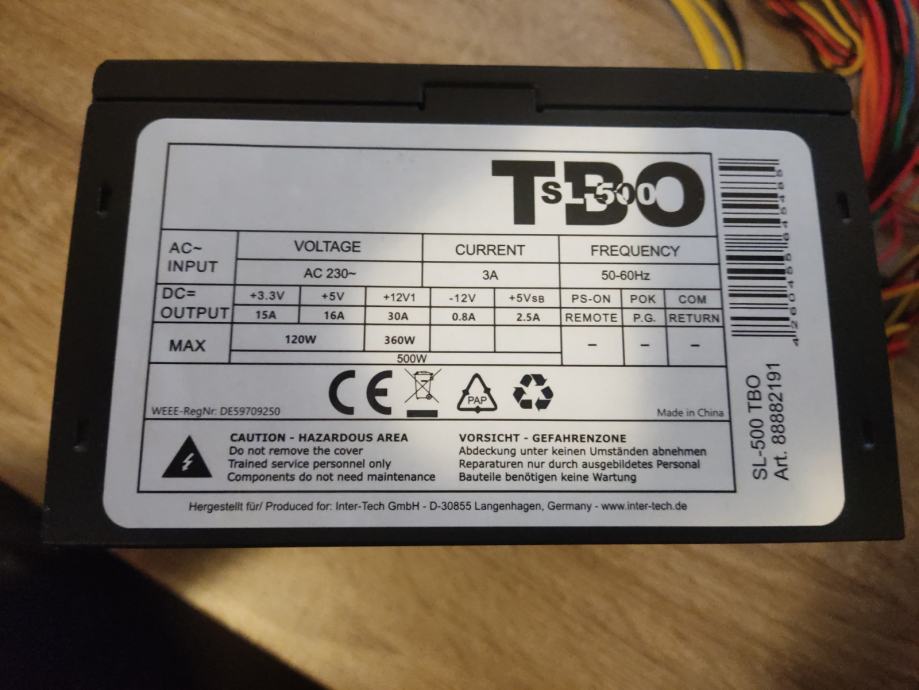 TBO
SL-500
AC~ INPUT
VOLTAGE CURRENT FREQUENCY
AC 230~ 3A 50-60Hz
DC= OUTPUT
+3.3V +5V +12V1 -12V +5VSB PS-ON POK COM
15A 16A 30A 0.8A 2.5A REMOTE P.G. RETURN
MAX 120W 360W – – –
500W
CE
PAP
WEEE-RegNr: DE59709250 Made in China
CAUTION - HAZARDOUS AREA
Do not remove the cover
Trained service personnel only
Components do not need maintenance
VORSICHT - GEFAHRENZONE
Abdeckung unter keinen Umständen abnehmen
Reparaturen nur durch ausgebildetes Personal
Bauteile benötigen keine Wartung
Hergestellt für/ Produced for: Inter-Tech GmbH - D-30855 Langenhagen, Germany - www.inter-tech.de
SL-500 TBO
Art. 88882191